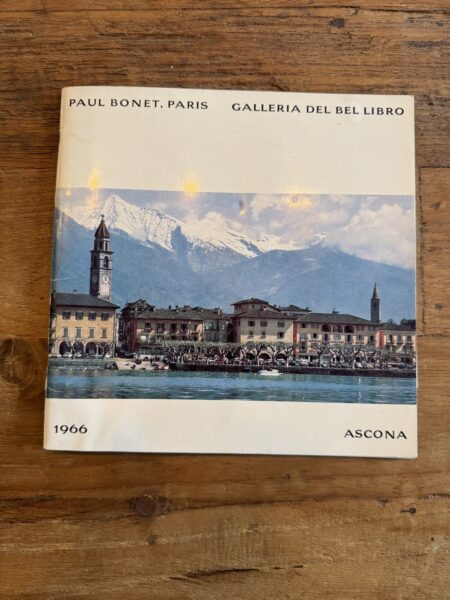 PAUL BONET, PARIS GALLERIA DEL BEL LIBRO
1966 ASCONA